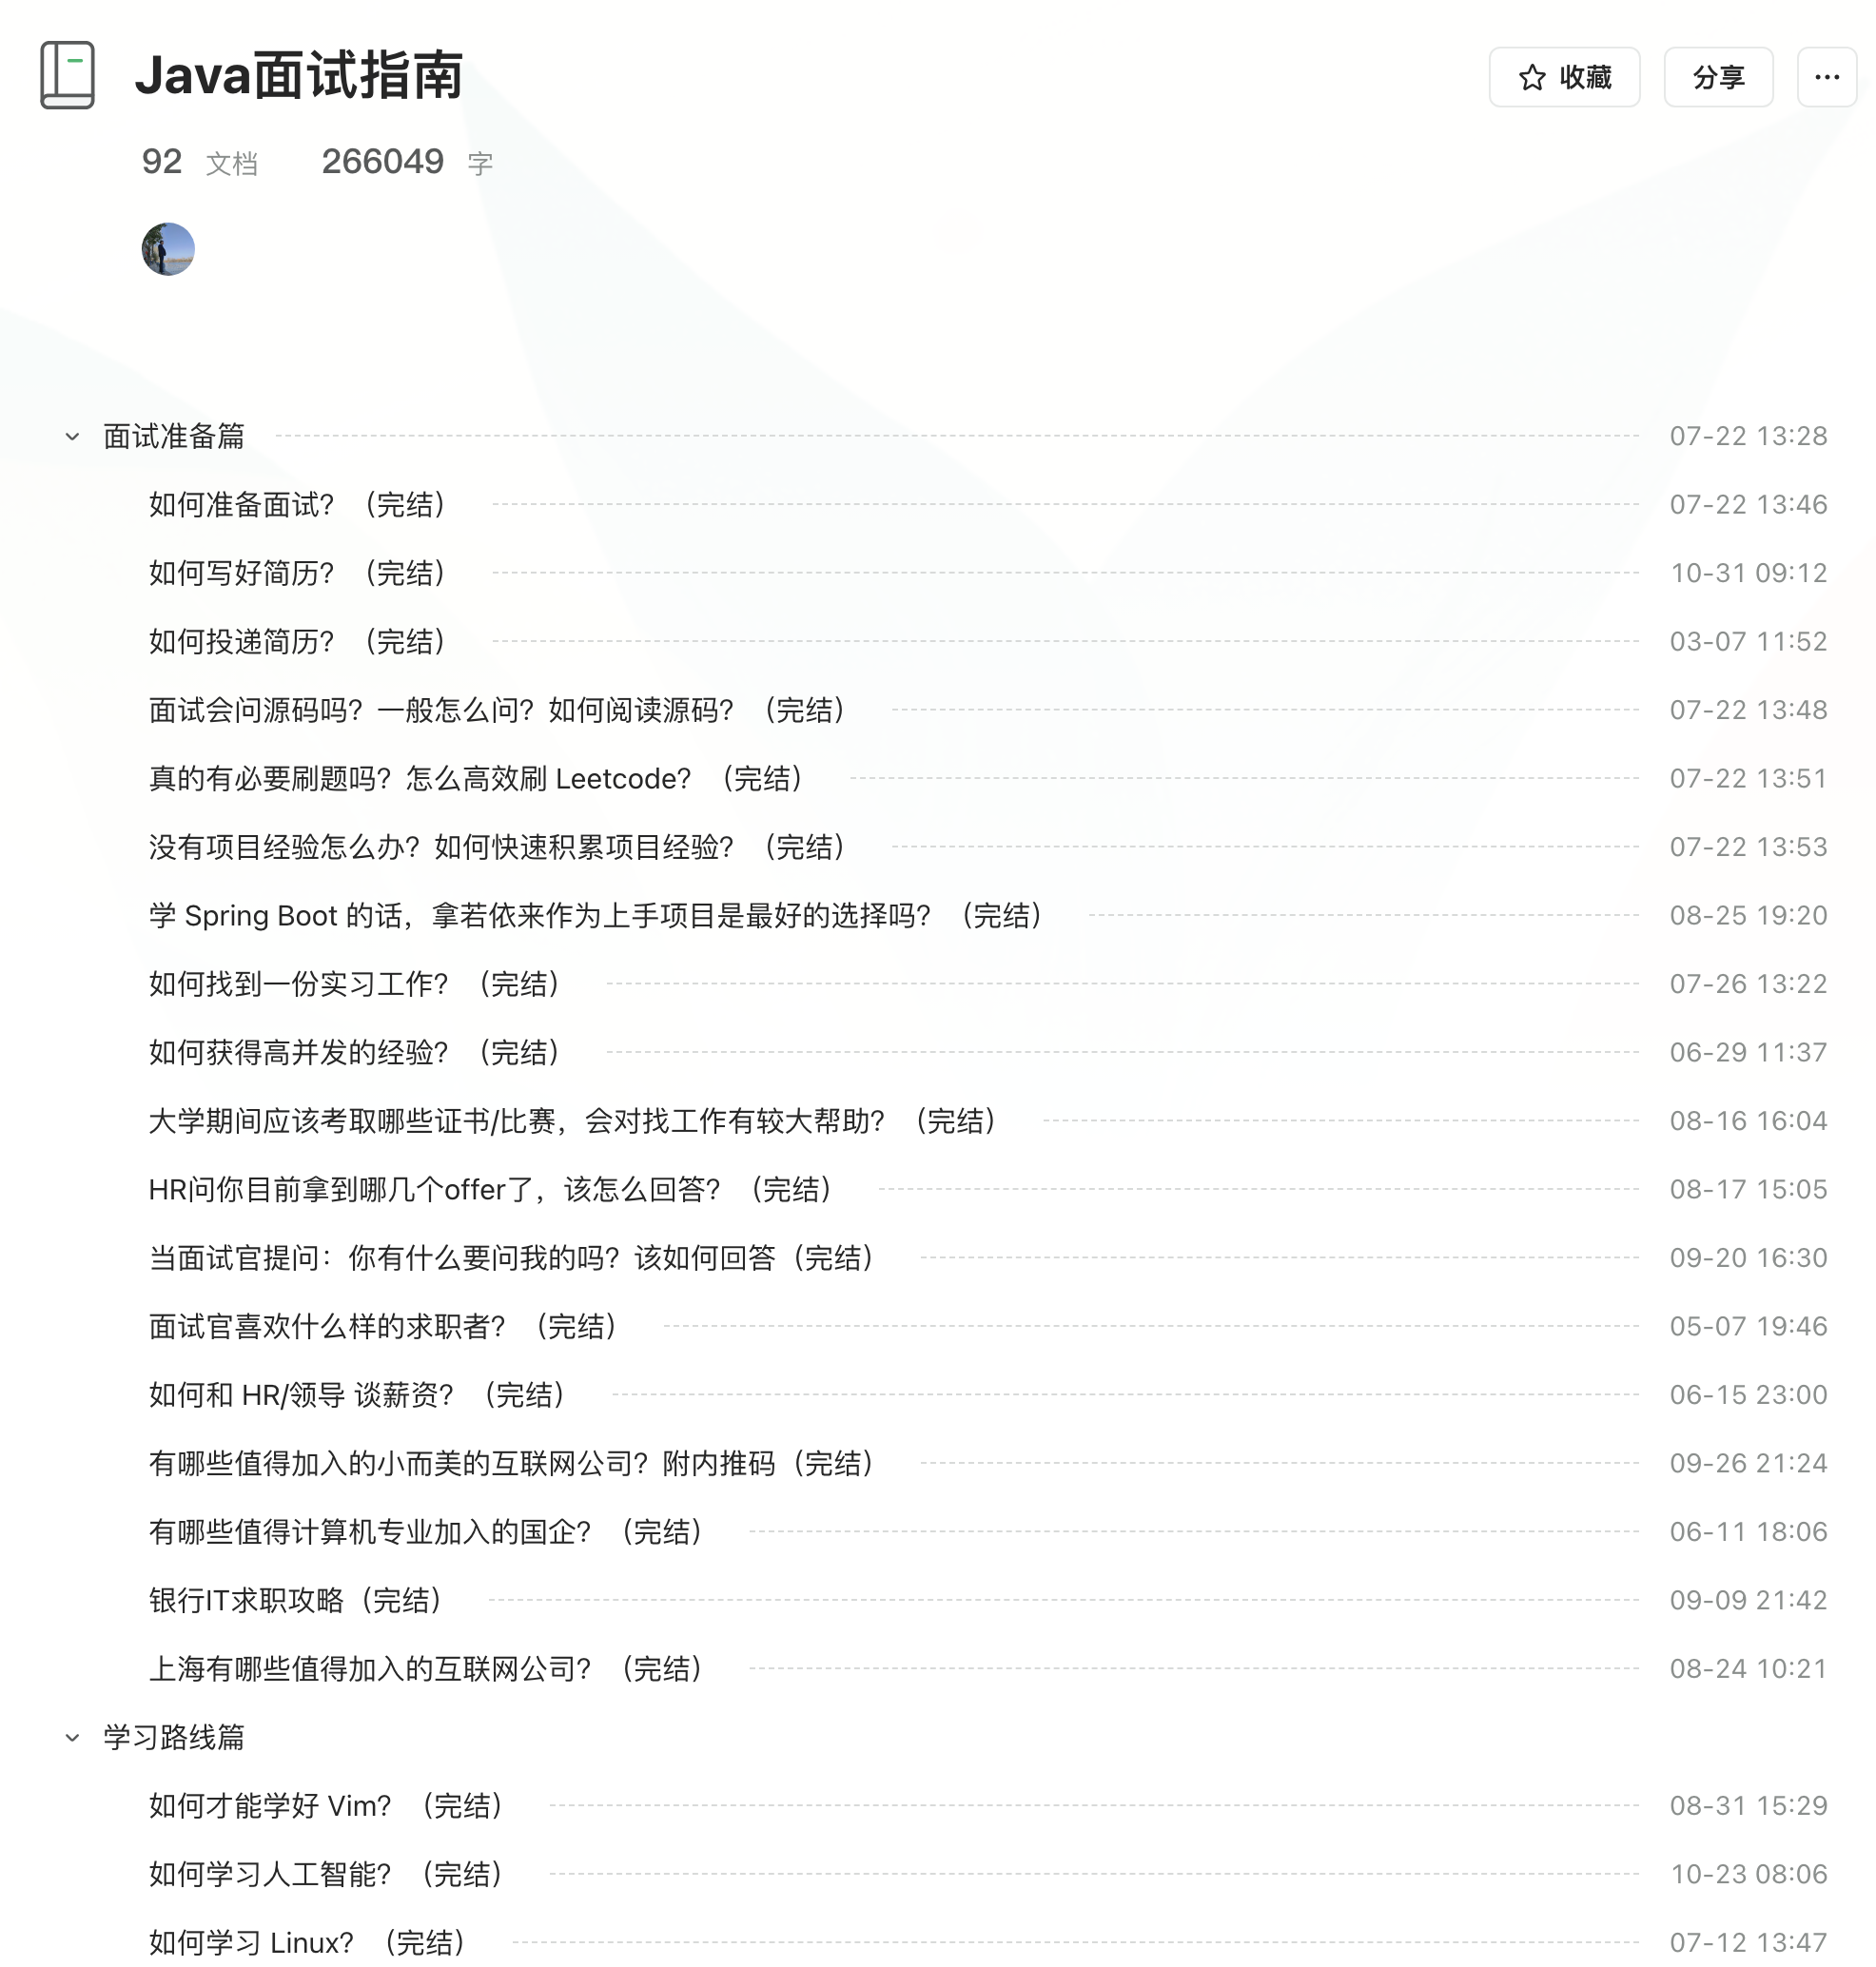 Java面试指南
收藏
分享
92 文档 266049 字
面试准备篇 07-22 13:28
如何准备面试？（完结） 07-22 13:46
如何写好简历？（完结） 10-31 09:12
如何投递简历？（完结） 03-07 11:52
面试会问源码吗？一般怎么问？如何阅读源码？（完结） 07-22 13:48
真的有必要刷题吗？怎么高效刷 Leetcode？（完结） 07-22 13:51
没有项目经验怎么办？如何快速积累项目经验？（完结） 07-22 13:53
学 Spring Boot 的话，拿若依来作为上手项目是最好的选择吗？（完结） 08-25 19:20
如何找到一份实习工作？（完结） 07-26 13:22
如何获得高并发的经验？（完结） 06-29 11:37
大学期间应该考取哪些证书/比赛，会对找工作有较大帮助？（完结） 08-16 16:04
HR问你目前拿到哪几个offer了，该怎么回答？（完结） 08-17 15:05
当面试官提问：你有什么要问我的吗？该如何回答（完结） 09-20 16:30
面试官喜欢什么样的求职者？（完结） 05-07 19:46
如何和 HR/领导 谈薪资？（完结） 06-15 23:00
有哪些值得加入的小而美的互联网公司？附内推码（完结） 09-26 21:24
有哪些值得计算机专业加入的国企？（完结） 06-11 18:06
银行IT求职攻略（完结） 09-09 21:42
上海有哪些值得加入的互联网公司？（完结） 08-24 10:21
学习路线篇
如何才能学好 Vim？（完结） 08-31 15:29
如何学习人工智能？（完结） 10-23 08:06
如何学习 Linux？（完结） 07-12 13:47